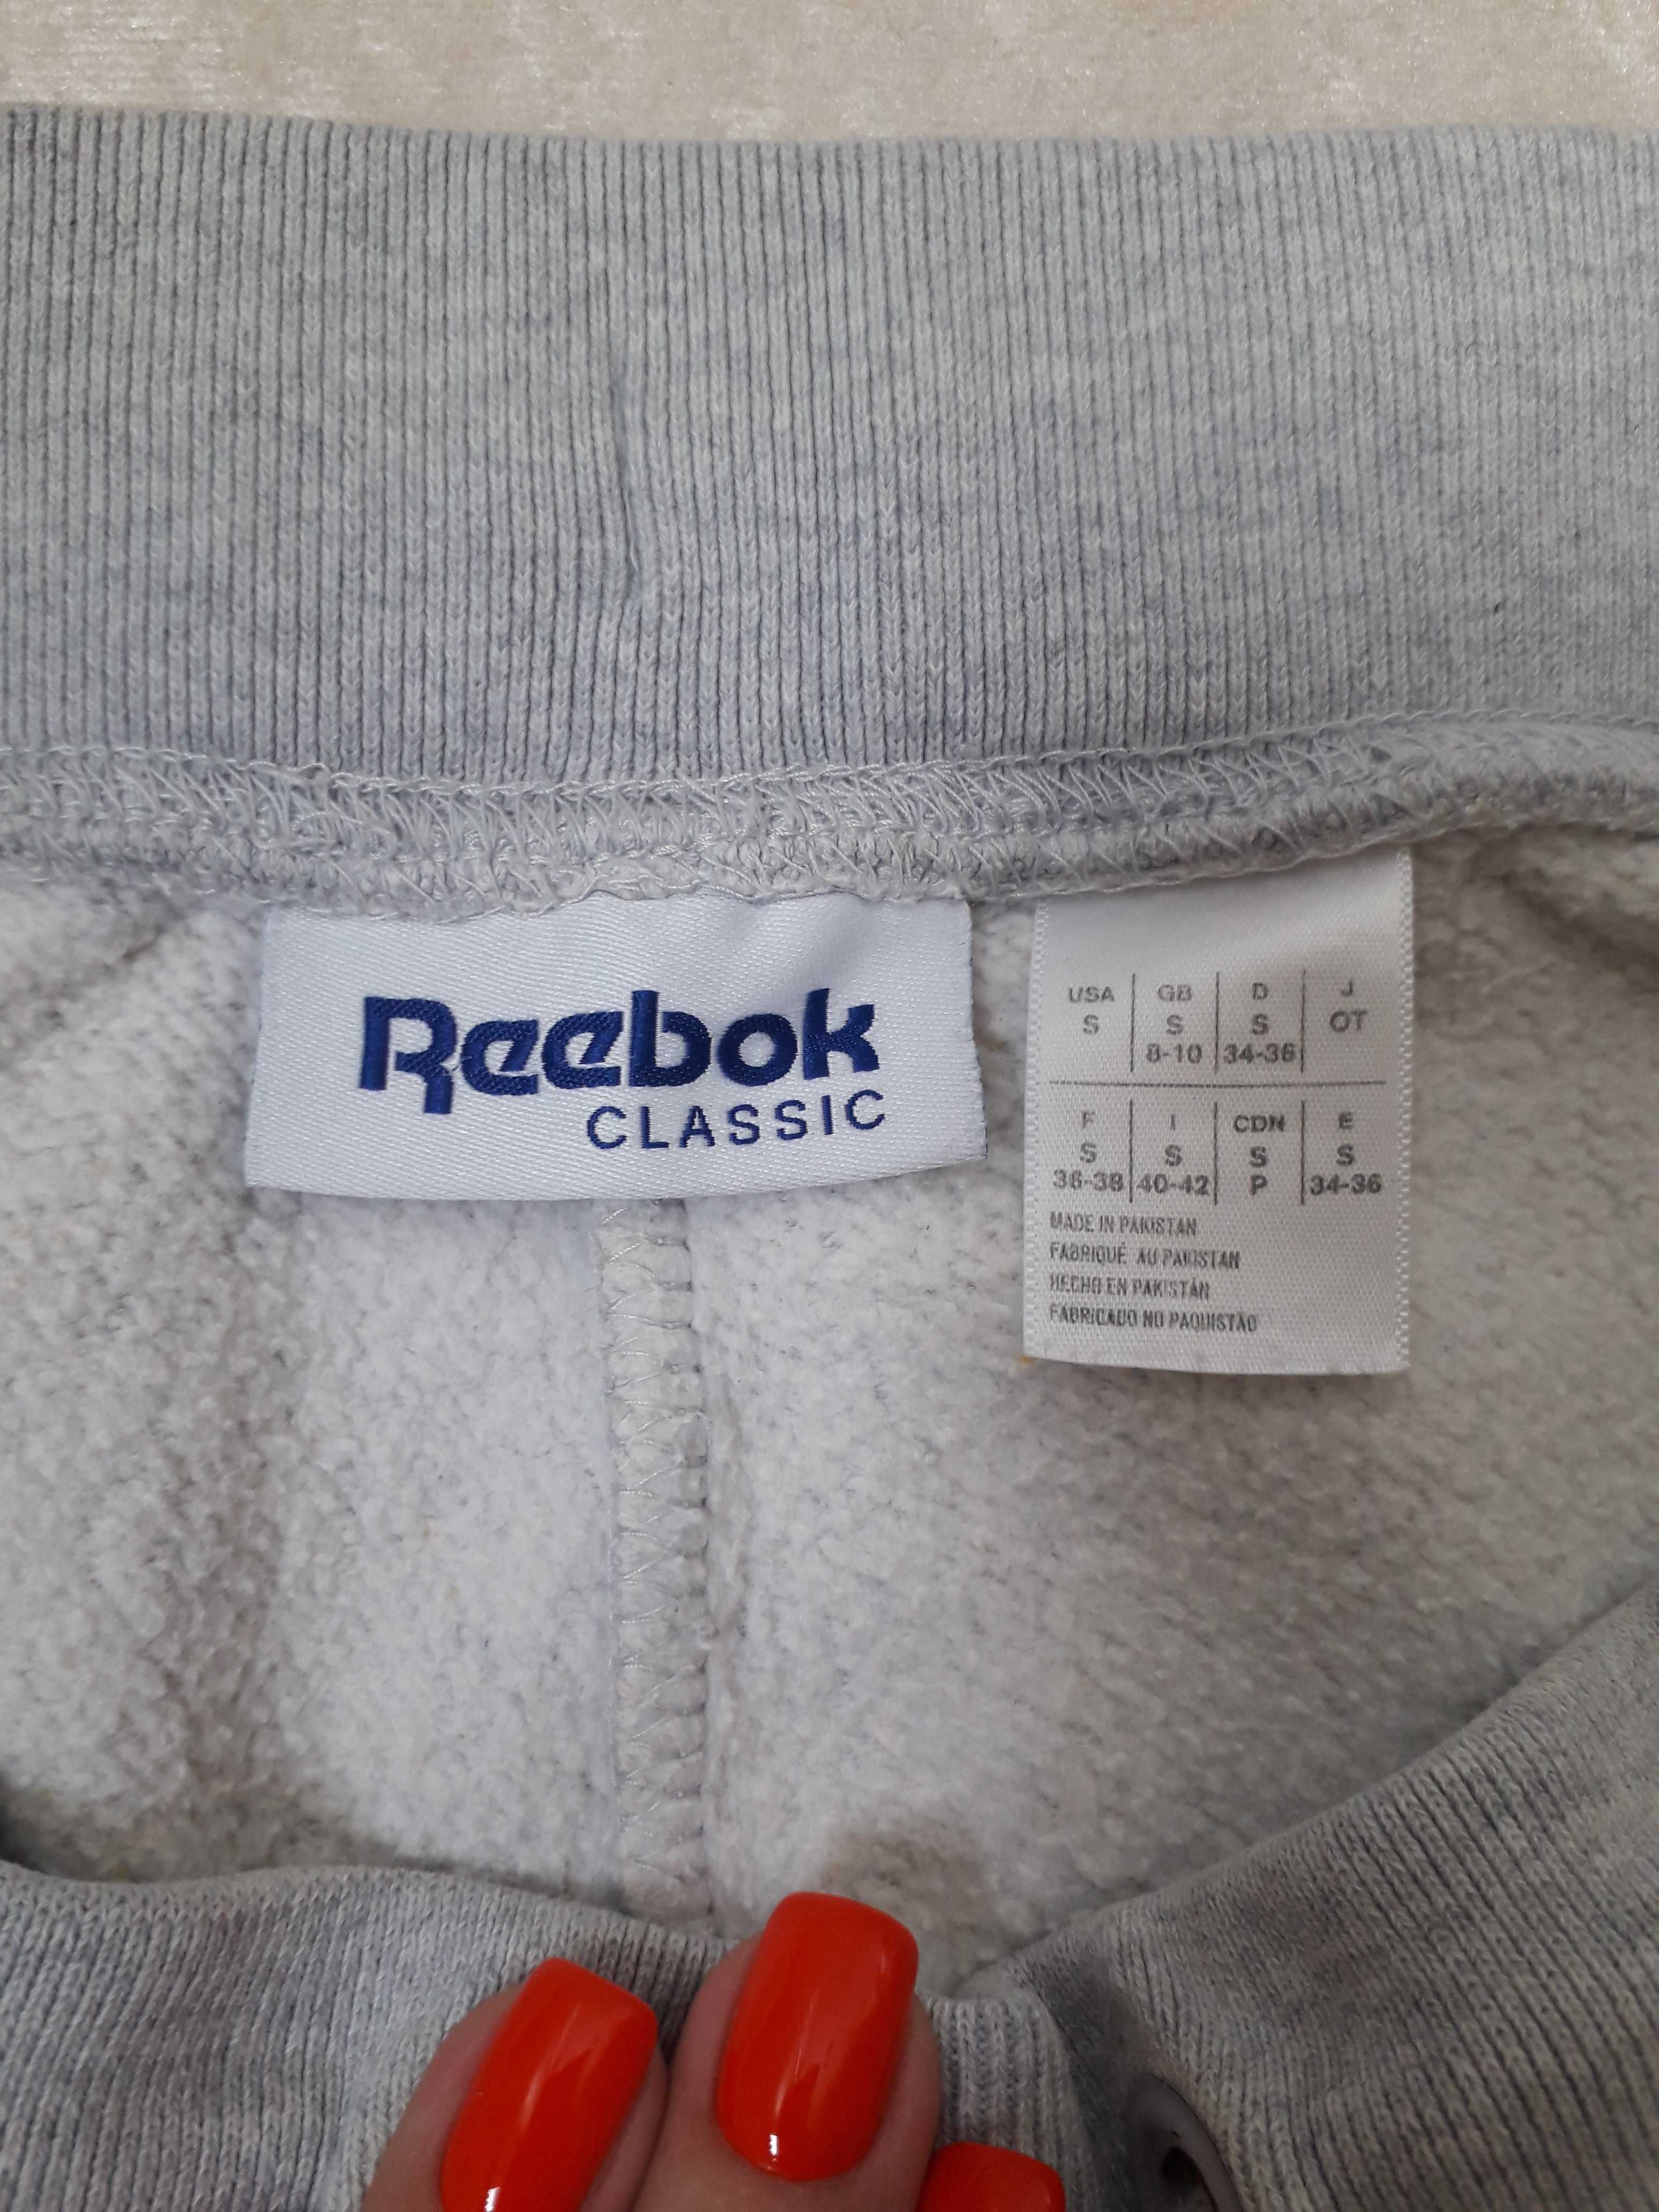 Reebok
CLASSIC
USA GB D J
S S S OT
8-10 34-36
F I CDN E
S S S S
36-38 40-42 P 34-36
MADE IN PAKISTAN
FABRIQUÉ AU PAKISTAN
HECHO EN PAKISTÁN
FABRICADO NO PAQUISTÃO